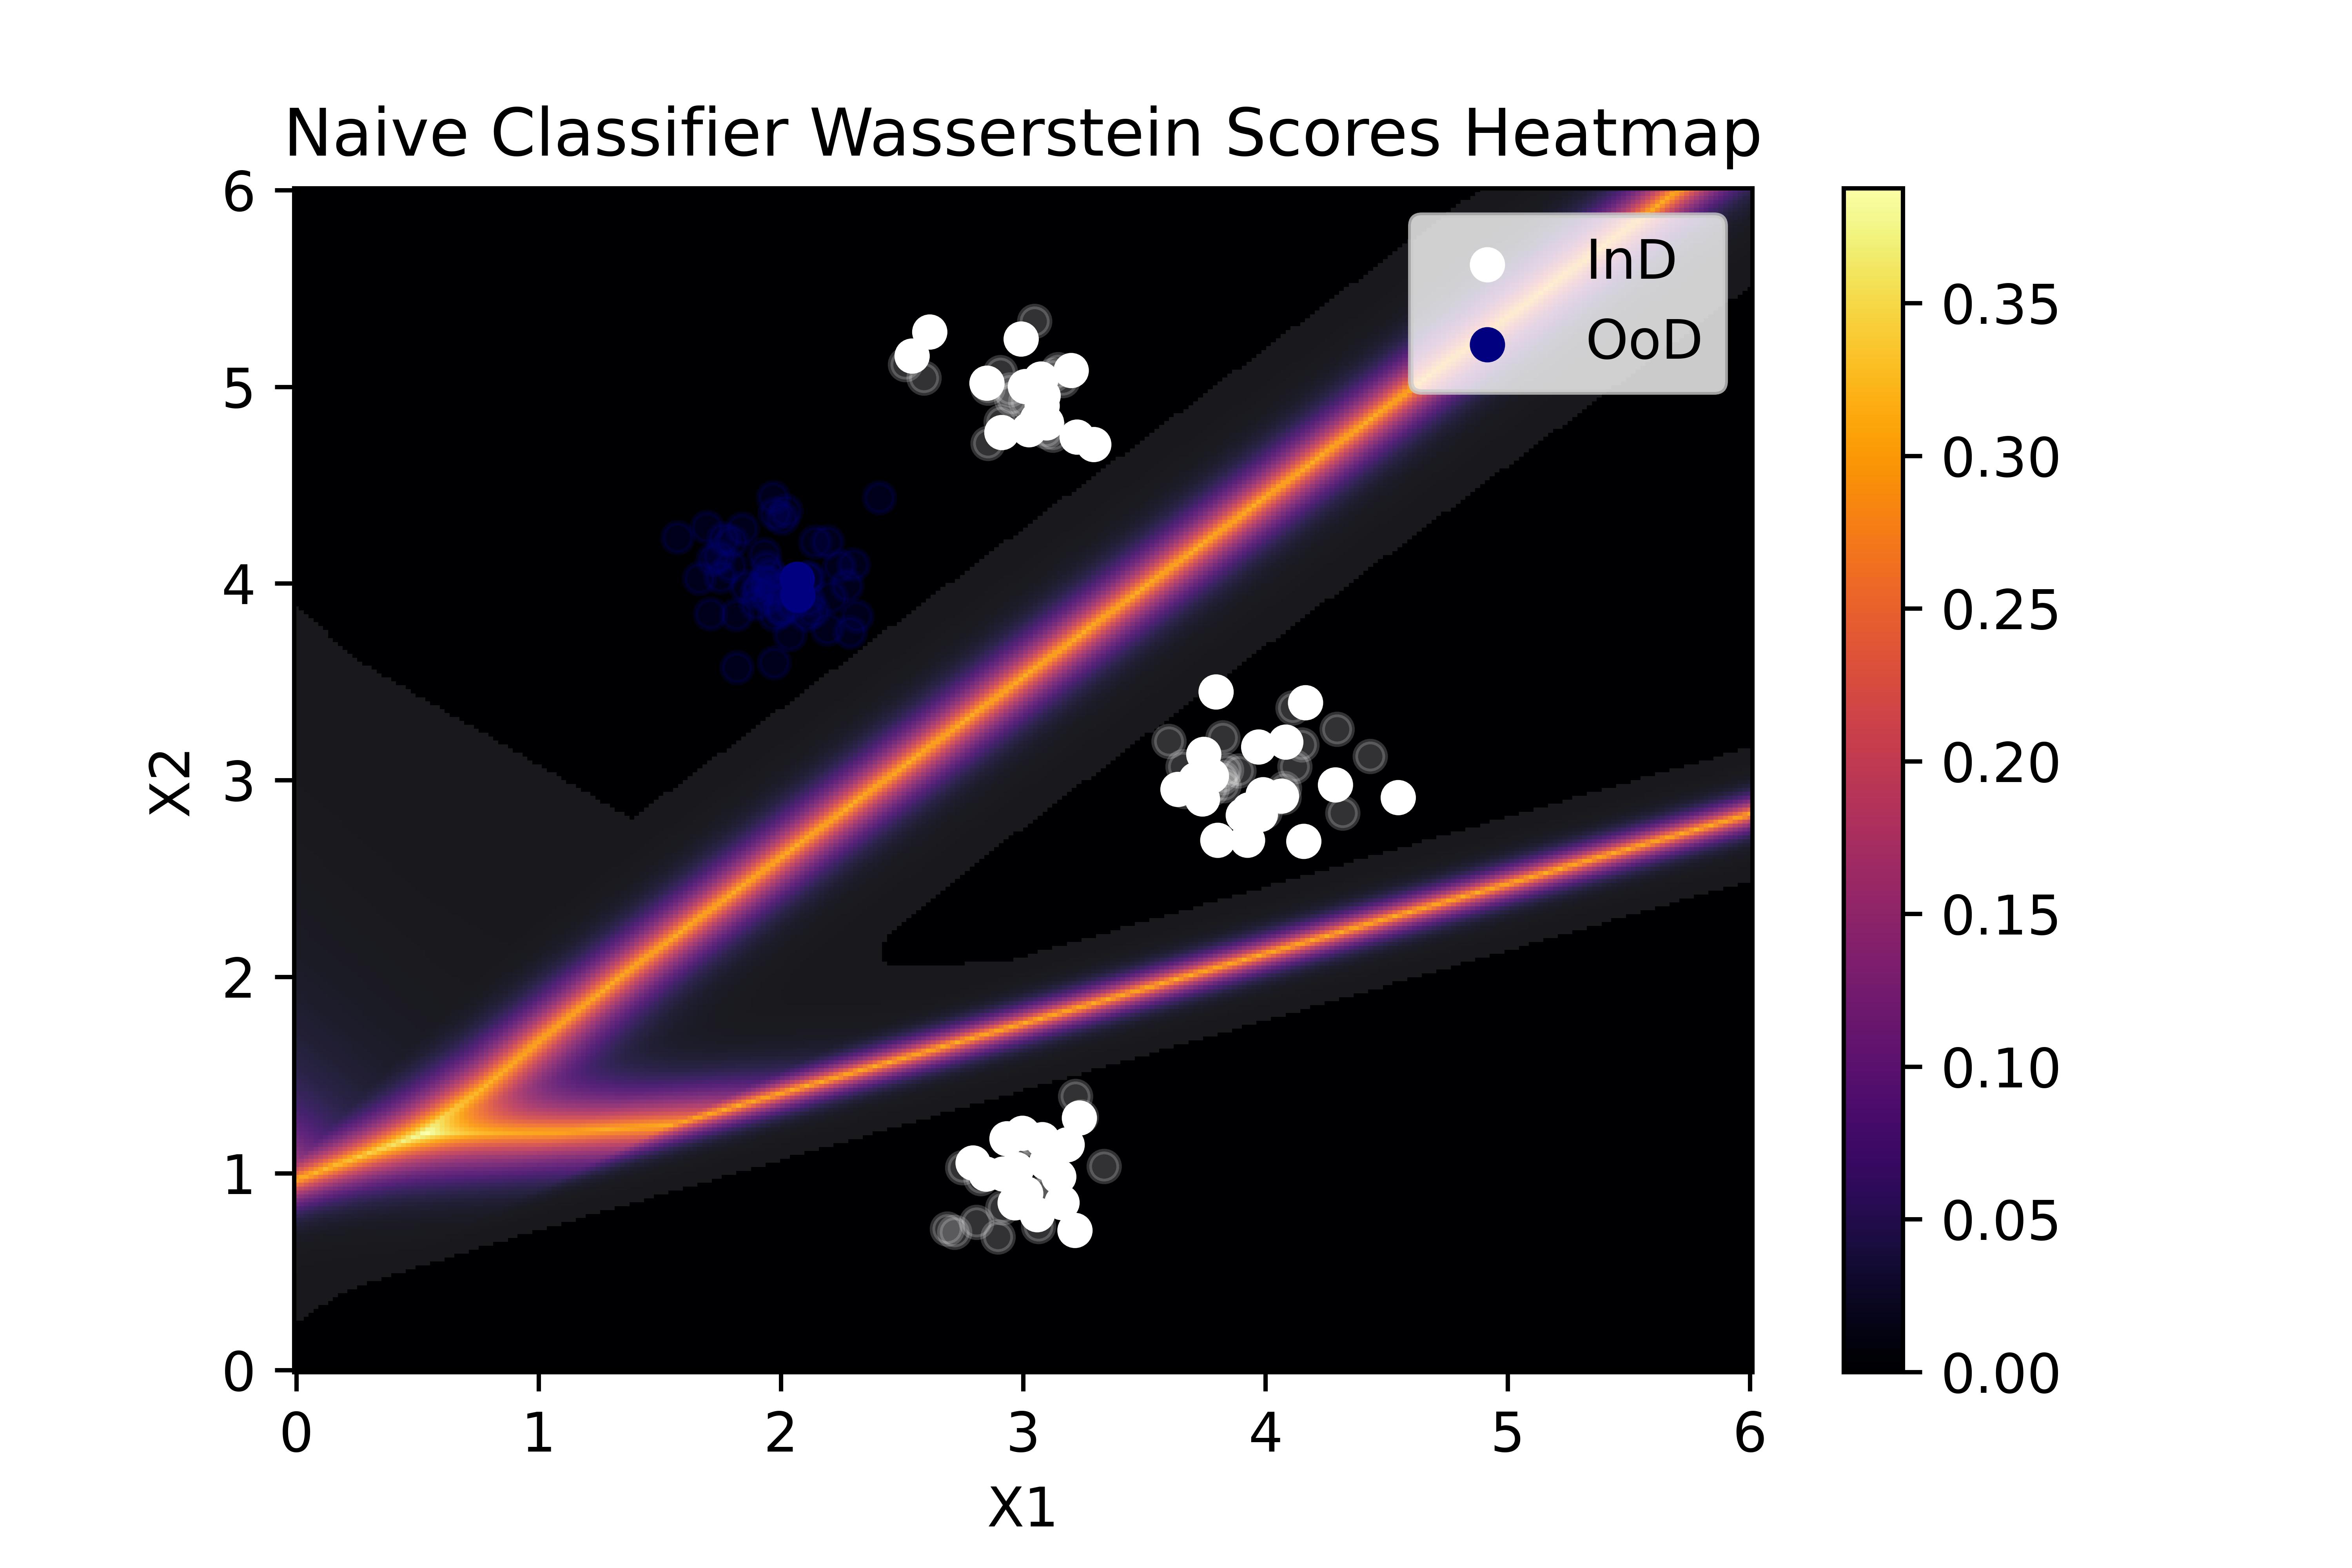 Naive Classifier Wasserstein Scores Heatmap
6
5
4
3
2
1
0
X2
0 1 2 3 4 5 6
X1
InD
OoD
0.35
0.30
0.25
0.20
0.15
0.10
0.05
0.00